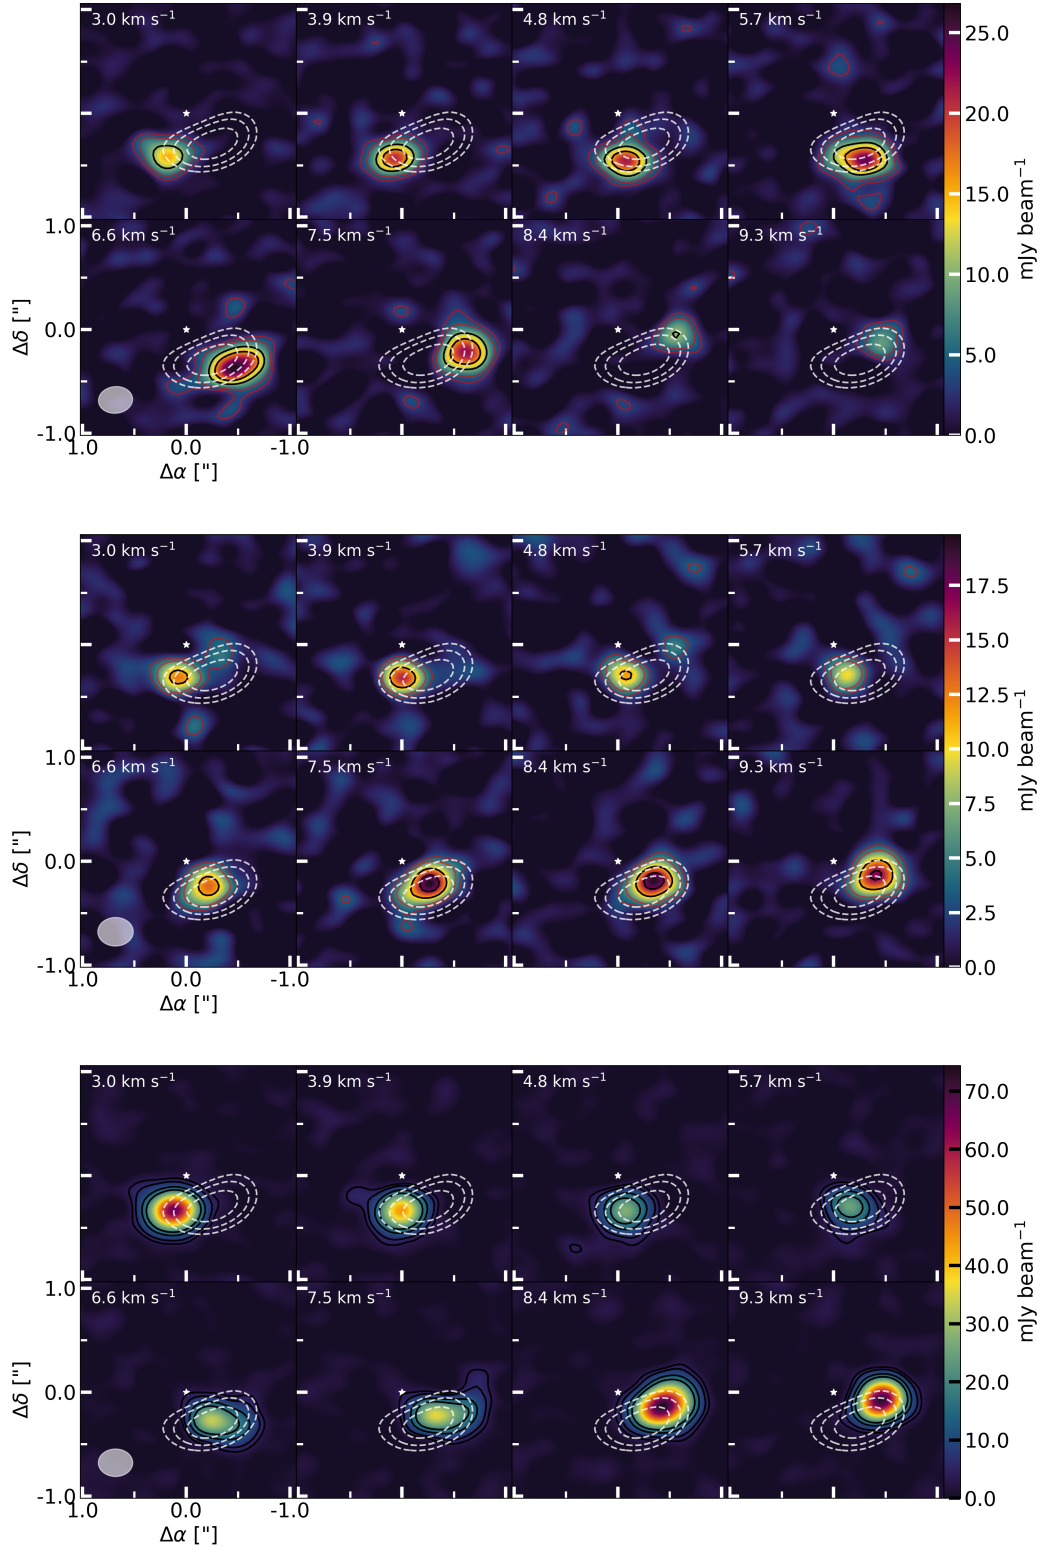 3.0 km s⁻¹ 3.9 km s⁻¹ 4.8 km s⁻¹ 5.7 km s⁻¹
25.0
20.0
15.0
10.0
5.0
0.0
mJy beam⁻¹
6.6 km s⁻¹ 7.5 km s⁻¹ 8.4 km s⁻¹ 9.3 km s⁻¹
1.0
0.0
-1.0
Δδ ["]
1.0 0.0 -1.0
Δα ["]
3.0 km s⁻¹ 3.9 km s⁻¹ 4.8 km s⁻¹ 5.7 km s⁻¹
17.5
15.0
12.5
10.0
7.5
5.0
2.5
0.0
mJy beam⁻¹
6.6 km s⁻¹ 7.5 km s⁻¹ 8.4 km s⁻¹ 9.3 km s⁻¹
1.0
0.0
-1.0
Δδ ["]
1.0 0.0 -1.0
Δα ["]
3.0 km s⁻¹ 3.9 km s⁻¹ 4.8 km s⁻¹ 5.7 km s⁻¹
70.0
60.0
50.0
40.0
30.0
20.0
10.0
0.0
mJy beam⁻¹
6.6 km s⁻¹ 7.5 km s⁻¹ 8.4 km s⁻¹ 9.3 km s⁻¹
1.0
0.0
-1.0
Δδ ["]
1.0 0.0 -1.0
Δα ["]